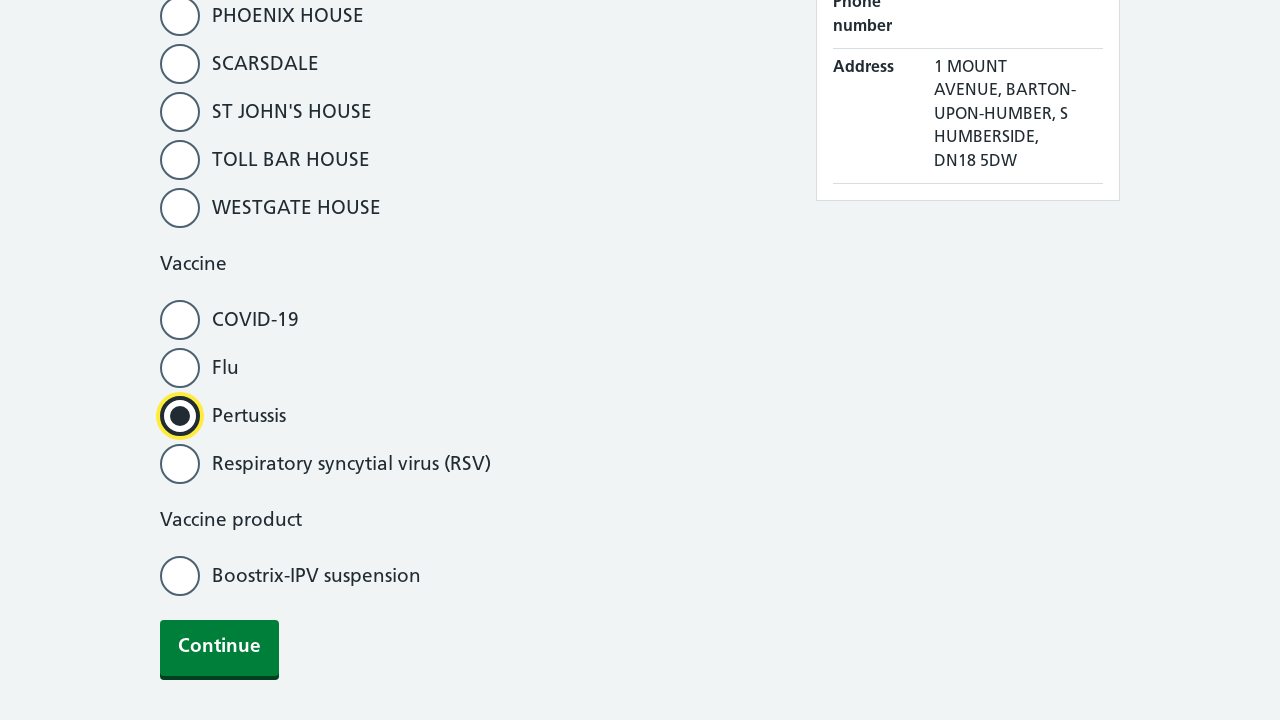 PHOENIX HOUSE
SCARSDALE
ST JOHN'S HOUSE
TOLL BAR HOUSE
WESTGATE HOUSE
Vaccine
COVID-19
Flu
Pertussis
Respiratory syncytial virus (RSV)
Vaccine product
Boostrix-IPV suspension
Continue
Phone
number
Address
1 MOUNT
AVENUE, BARTON-
UPON-HUMBER, S
HUMBERSIDE,
DN18 5DW